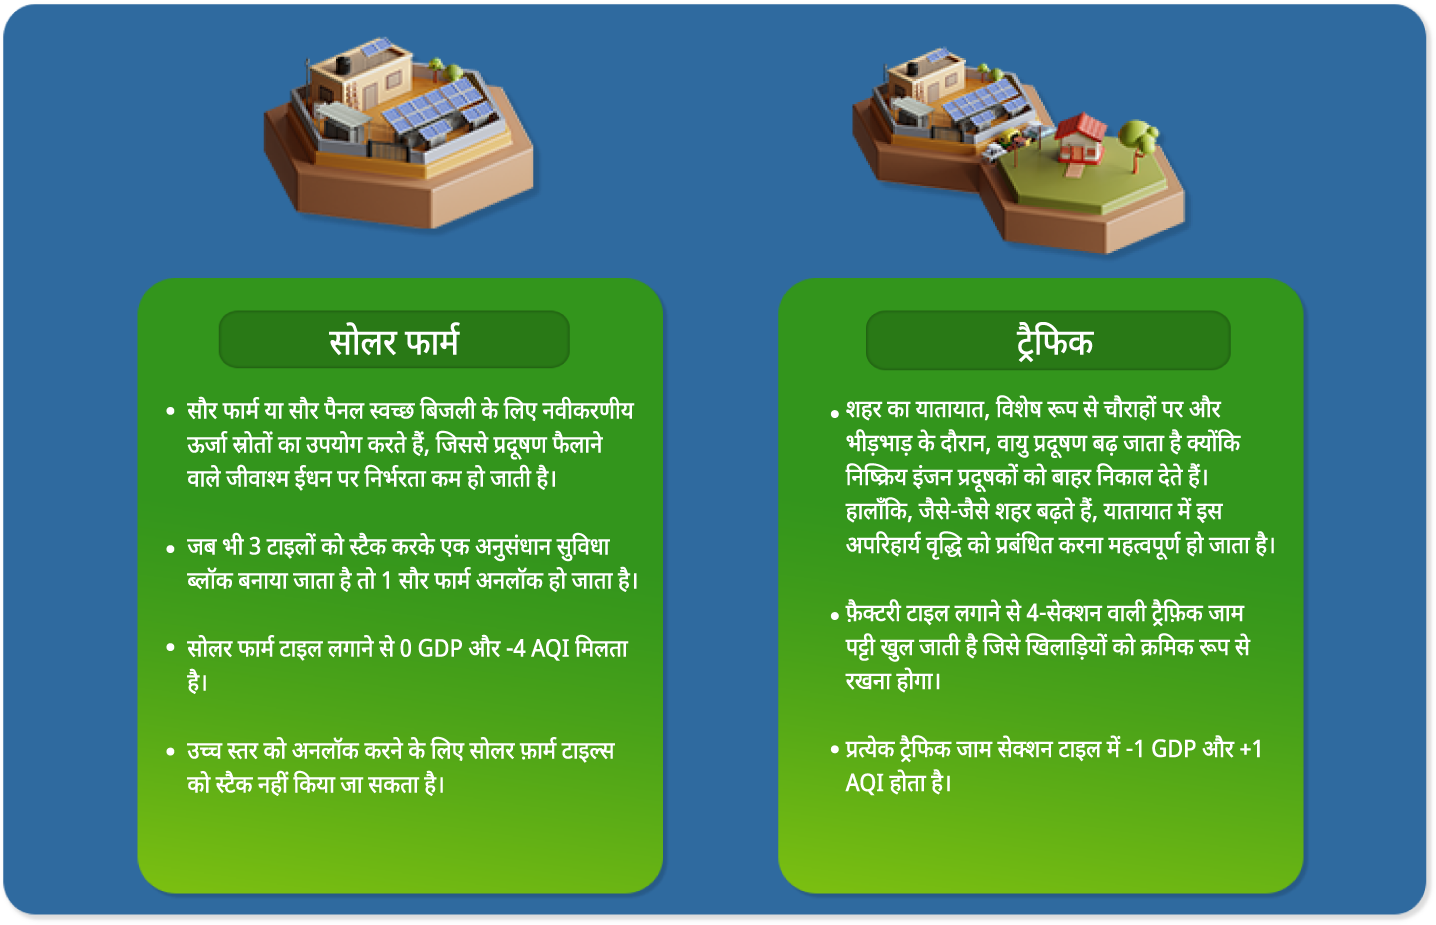 सोलर फार्म
• सौर फार्म या सौर पैनल स्वच्छ बिजली के लिए नवीकरणीय
ऊर्जा स्रोतों का उपयोग करते हैं, जिससे प्रदूषण फैलाने
वाले जीवाश्म ईधन पर निर्भरता कम हो जाती है।
• जब भी 3 टाइलों को स्टैक करके एक अनुसंधान सुविधा
ब्लॉक बनाया जाता है तो 1 सौर फार्म अनलॉक हो जाता है।
• सोलर फार्म टाइल लगाने से 0 GDP और -4 AQI मिलता
है।
• उच्च स्तर को अनलॉक करने के लिए सोलर फ़ार्म टाइल्स
को स्टैक नहीं किया जा सकता है।
ट्रैफिक
• शहर का यातायात, विशेष रूप से चौराहों पर और
भीड़भाड़ के दौरान, वायु प्रदूषण बढ़ जाता है क्योंकि
निष्क्रिय इंजन प्रदूषकों को बाहर निकाल देते हैं।
हालाँकि, जैसे-जैसे शहर बढ़ते हैं, यातायात में इस
अपरिहार्य वृद्धि को प्रबंधित करना महत्वपूर्ण हो जाता है।
• फ़ैक्टरी टाइल लगाने से 4-सेक्शन वाली ट्रैफ़िक जाम
पट्टी खुल जाती है जिसे खिलाड़ियों को क्रमिक रूप से
रखना होगा।
• प्रत्येक ट्रैफिक जाम सेक्शन टाइल में -1 GDP और +1
AQI होता है।